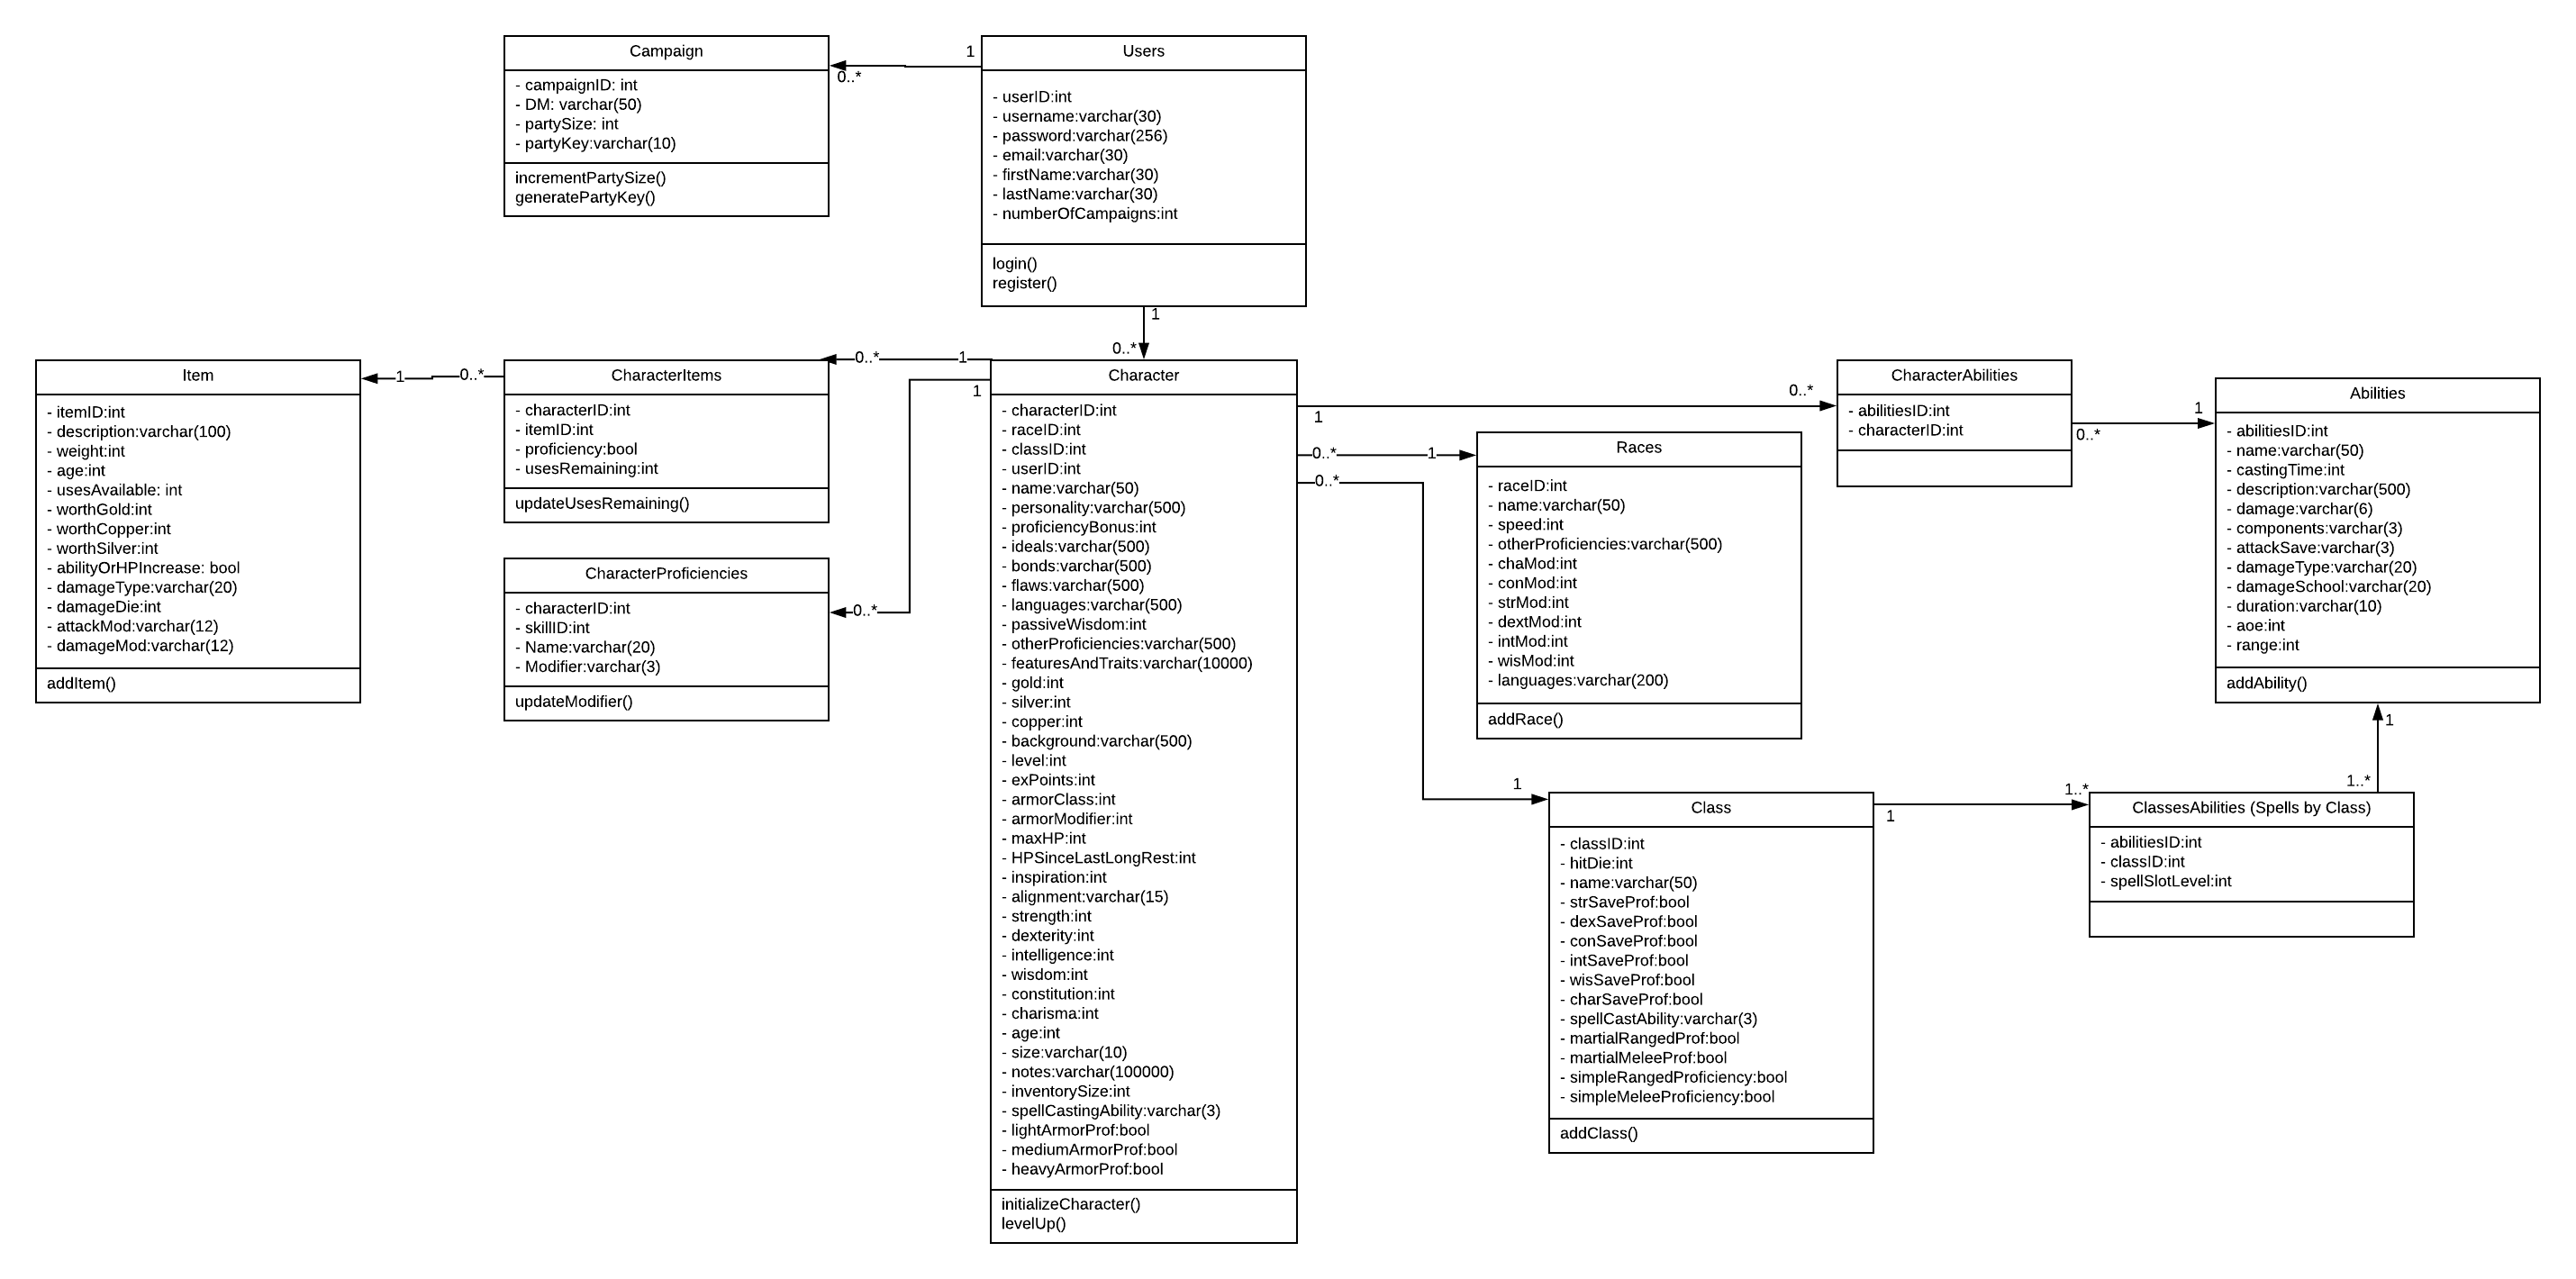 Campaign
- campaignID: int
- DM: varchar(50)
- partySize: int
- partyKey:varchar(10)
incrementPartySize()
generatePartyKey()
1
0..*
Users
- userID:int
- username:varchar(30)
- password:varchar(256)
- email:varchar(30)
- firstName:varchar(30)
- lastName:varchar(30)
- numberOfCampaigns:int
login()
register()
1
0..*
Item
- itemID:int
- description:varchar(100)
- weight:int
- age:int
- usesAvailable: int
- worthGold:int
- worthCopper:int
- worthSilver:int
- abilityOrHPIncrease: bool
- damageType:varchar(20)
- damageDie:int
- attackMod:varchar(12)
- damageMod:varchar(12)
addItem()
1
0..*
CharacterItems
- characterID:int
- itemID:int
- proficiency:bool
- usesRemaining:int
updateUsesRemaining()
0..*
1
1
0..*
CharacterProficiencies
- characterID:int
- skillID:int
- Name:varchar(20)
- Modifier:varchar(3)
updateModifier()
Character
- characterID:int
- raceID:int
- classID:int
- userID:int
- name:varchar(50)
- personality:varchar(500)
- proficiencyBonus:int
- ideals:varchar(500)
- bonds:varchar(500)
- flaws:varchar(500)
- languages:varchar(500)
- passiveWisdom:int
- otherProficiencies:varchar(500)
- featuresAndTraits:varchar(10000)
- gold:int
- silver:int
- copper:int
- background:varchar(500)
- level:int
- exPoints:int
- armorClass:int
- armorModifier:int
- maxHP:int
- HPSinceLastLongRest:int
- inspiration:int
- alignment:varchar(15)
- strength:int
- dexterity:int
- intelligence:int
- wisdom:int
- constitution:int
- charisma:int
- age:int
- size:varchar(10)
- notes:varchar(100000)
- inventorySize:int
- spellCastingAbility:varchar(3)
- lightArmorProf:bool
- mediumArmorProf:bool
- heavyArmorProf:bool
initializeCharacter()
levelUp()
1
0..*
0..*
1
0..*
1
Races
- raceID:int
- name:varchar(50)
- speed:int
- otherProficiencies:varchar(500)
- chaMod:int
- conMod:int
- strMod:int
- dextMod:int
- intMod:int
- wisMod:int
- languages:varchar(200)
addRace()
Class
- classID:int
- hitDie:int
- name:varchar(50)
- strSaveProf:bool
- dexSaveProf:bool
- conSaveProf:bool
- intSaveProf:bool
- wisSaveProf:bool
- charSaveProf:bool
- spellCastAbility:varchar(3)
- martialRangedProf:bool
- martialMeleeProf:bool
- simpleRangedProficiency:bool
- simpleMeleeProficiency:bool
addClass()
CharacterAbilities
- abilitiesID:int
- characterID:int
0..*
1
Abilities
- abilitiesID:int
- name:varchar(50)
- castingTime:int
- description:varchar(500)
- damage:varchar(6)
- components:varchar(3)
- attackSave:varchar(3)
- damageType:varchar(20)
- damageSchool:varchar(20)
- duration:varchar(10)
- aoe:int
- range:int
addAbility()
1
1..*
1
1..*
ClassesAbilities (Spells by Class)
- abilitiesID:int
- classID:int
- spellSlotLevel:int